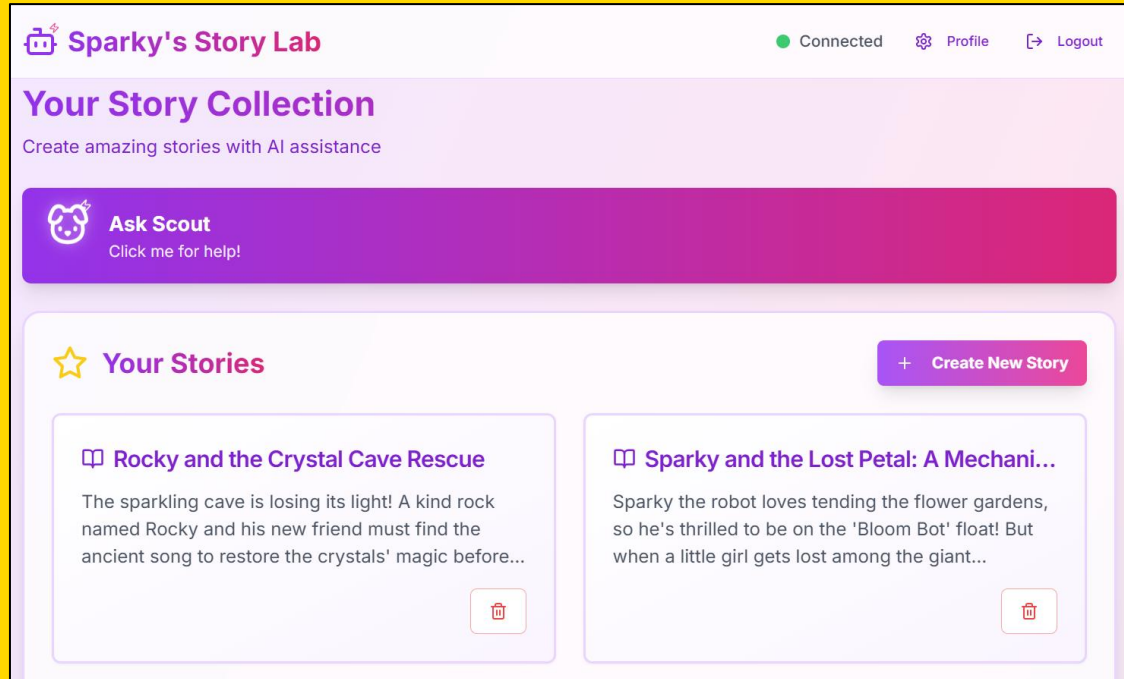 Sparky's Story Lab
Connected
Profile
Logout
Your Story Collection
Create amazing stories with AI assistance
Ask Scout
Click me for help!
Your Stories
+ Create New Story
Rocky and the Crystal Cave Rescue
The sparkling cave is losing its light! A kind rock
named Rocky and his new friend must find the
ancient song to restore the crystals' magic before...
Sparky and the Lost Petal: A Mechani...
Sparky the robot loves tending the flower gardens,
so he's thrilled to be on the 'Bloom Bot' float! But
when a little girl gets lost among the giant...